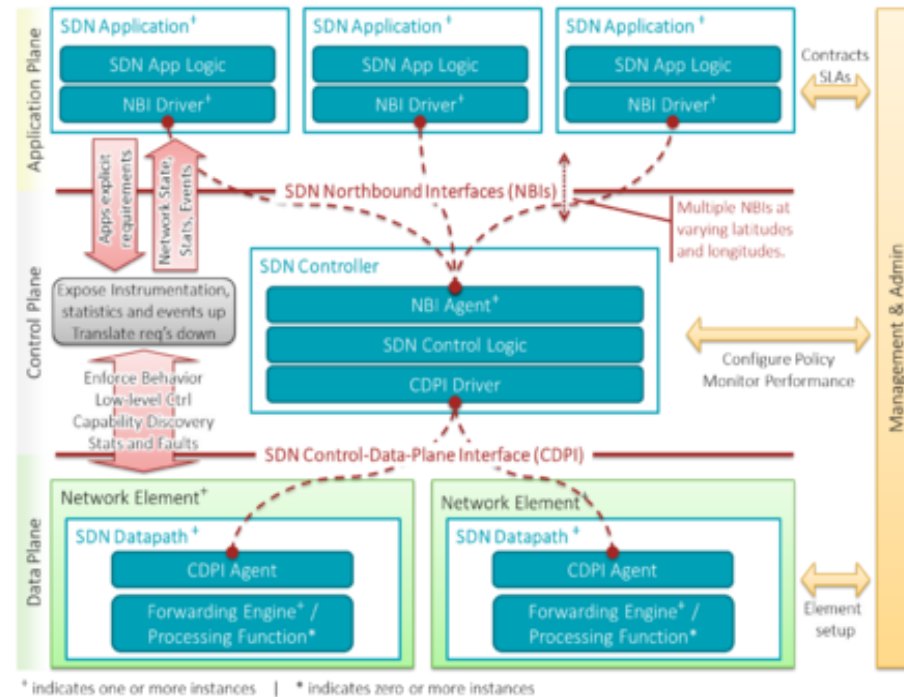 Application Plane
SDN Application⁺
SDN App Logic
NBI Driver⁺
SDN Application⁺
SDN App Logic
NBI Driver⁺
SDN Application⁺
SDN App Logic
NBI Driver⁺
Contracts
SLAs
Apps explicit
requirements
Network State,
Stats, Events
SDN Northbound Interfaces (NBIs)
Multiple NBIs at
varying latitudes
and longitudes.
Control Plane
Expose Instrumentation,
statistics and events up
Translate req's down
SDN Controller
NBI Agent⁺
SDN Control Logic
CDPI Driver
Configure Policy
Monitor Performance
Management & Admin
Enforce Behavior
Low-level Ctrl
Capability Discovery
Stats and Faults
SDN Control-Data-Plane Interface (CDPI)
Data Plane
Network Element⁺
SDN Datapath⁺
CDPI Agent
Forwarding Engine⁺ /
Processing Function*
Network Element⁺
SDN Datapath⁺
CDPI Agent
Forwarding Engine⁺ /
Processing Function*
Element
setup
⁺ indicates one or more instances | * indicates zero or more instances